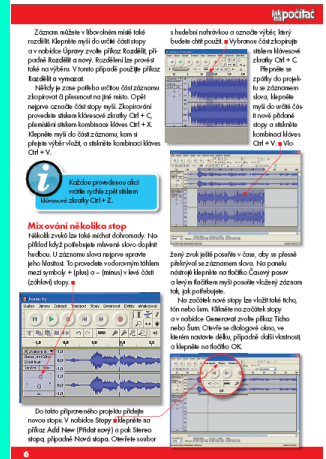 jak na počítač
Záznam můžete v libovolném místě také
rozdělit. Klepněte myší do určité části stopy
a v nabídce Úpravy zvolte příkaz Rozdělit, pří-
padně Rozdělit a nový. Rozdělení lze provést
také na výběru. V tomto případě použijte příkaz
Rozdělit a vymazat.
Někdy je zase potřeba určitou část záznamu
zkopírovat či přesunout na jiné místo. Opět
nejprve označte část stopy myší. Zkopírování
provedete stiskem kombinace kláves Ctrl + C,
přemístění stiskem kombinace kláves Ctrl + X.
Klepněte myší do části záznamu, kam si
přejete výběr vložit, a stiskněte kombinaci kláves
Ctrl + V.
Každou provedenou akci
vrátíte rychle zpět stiskem
klávesové zkratky Ctrl + Z.
Mixování několika stop
Několik zvuků lze také míchat dohromady. Na-
příklad když potřebujete mluvené slovo doplnit
hudbou. U záznamu slova nejprve upravte
jeho hlasitost. To provedete vodorovným táhlem
mezi symboly + (plus) a – (minus) v levé části
(záhlaví) stopy.
Do takto připraveného projektu přidejte
novou stopu. V nabídce Stopy klepněte na
příkaz Add New (Přidat nový) a pak Stereo
stopa, případně Nová stopa. Otevřete soubor
s hudební nahrávkou a označte výběr, který
budete chtít použít. Vybranou část zkopírujte
stiskem klávesové
zkratky Ctrl + C.
Přepněte se
zpátky do projek-
tu se záznamem
slova, klepněte
myší do určité čás-
ti nově přidané
stopy a stiskněte
kombinaci kláves
Ctrl + V. Vlo-
žený zvuk ještě posuňte v čase, aby se přesně
překrýval se záznamem slova. Na panelu
nástrojů klepněte na tlačítko Časový posuv
a levým tlačítkem myši posuňte vložený záznam
tak, jak potřebujete.
Na začátek nové stopy lze vložit také ticho,
tón nebo šum. Klikněte na začátek stopy
a v nabídce Generovat zvolte příkaz Ticho
nebo Šum. Otevře se dialogové okno, ve
kterém nastavte délku, případně další vlastnosti,
a klepněte na tlačítko OK.
6